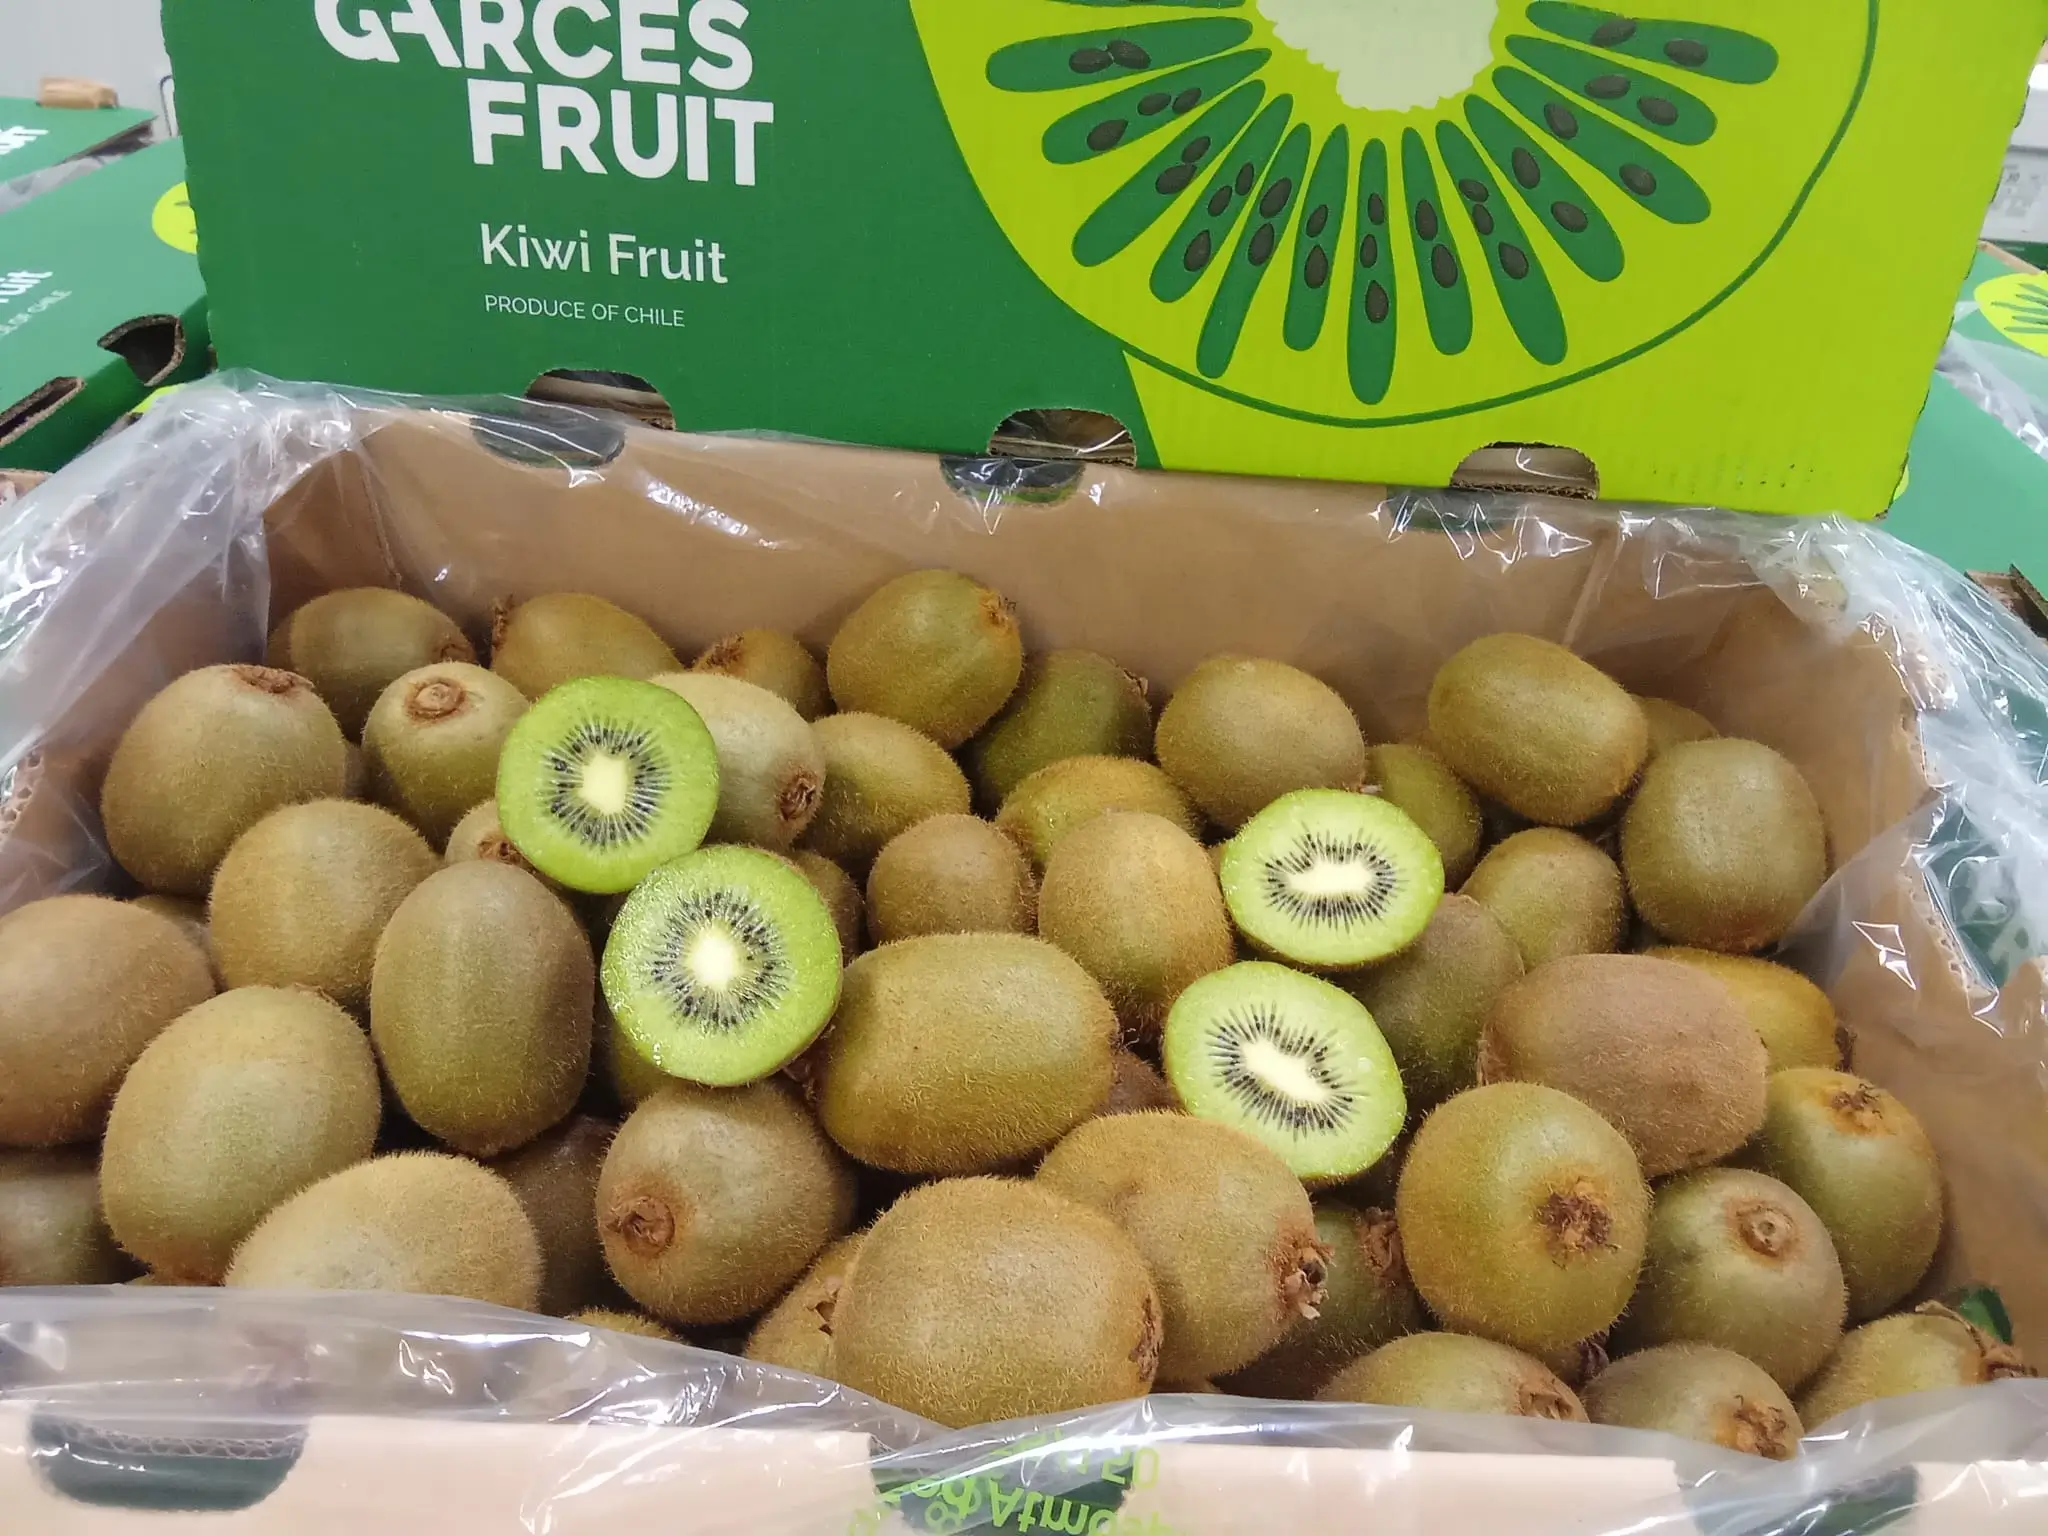 GARCES
FRUIT
Kiwi Fruit
PRODUCE OF CHILE